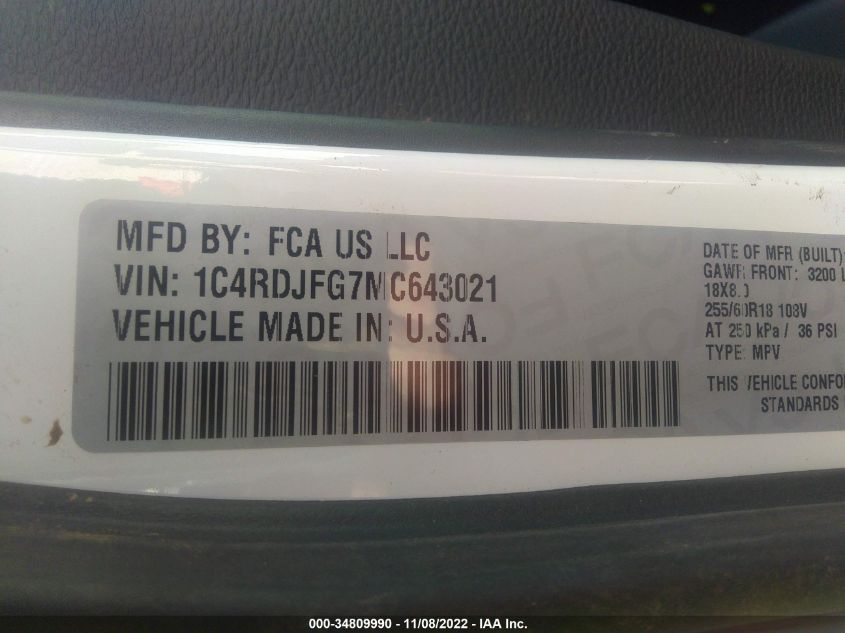 MFD BY: FCA US LLC
VIN: 1C4RDJFG7MC643021
VEHICLE MADE IN: U.S.A.
DATE OF MFR (BUILT)
GAWR FRONT: 3200 L
18X8.0
255/60R18 108V
AT 250 kPa / 36 PSI
TYPE: MPV
THIS VEHICLE CONFO
STANDARDS
000-34809990 - 11/08/2022 - IAA Inc.